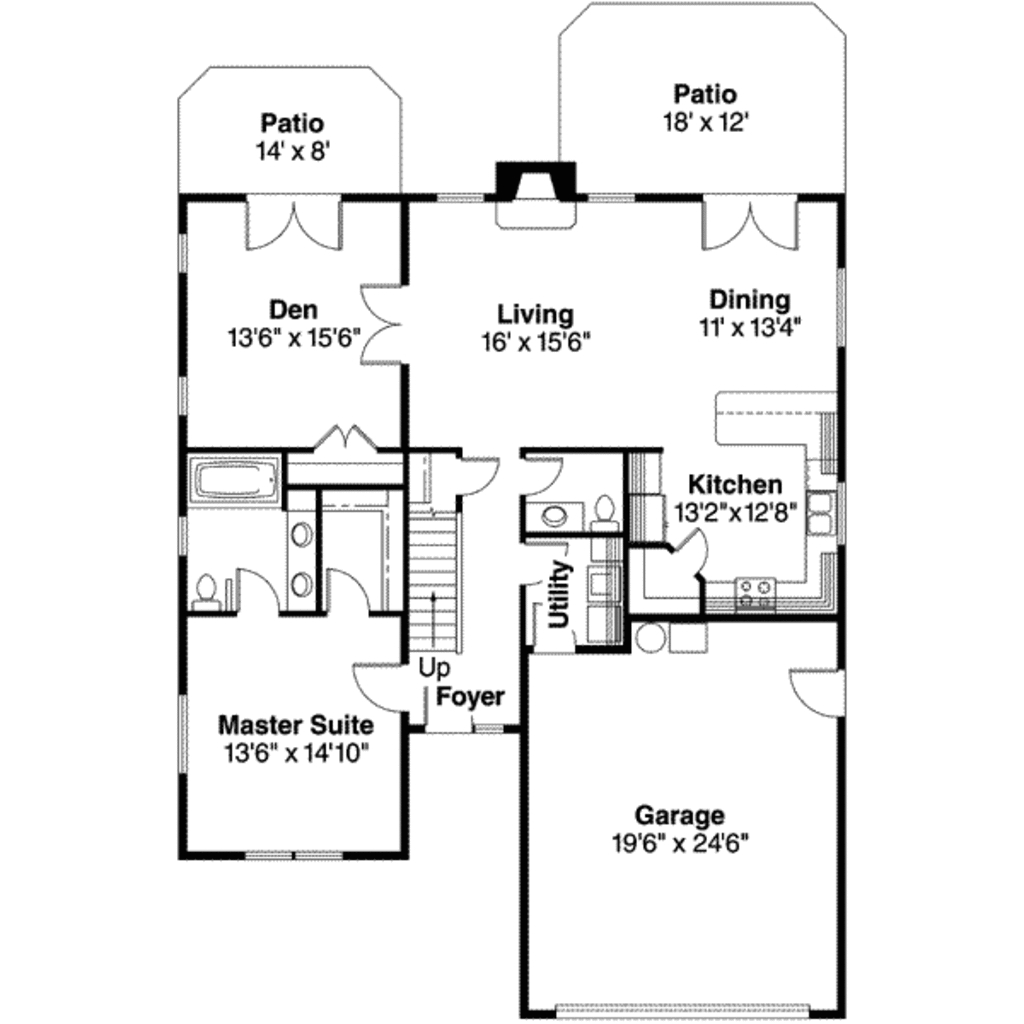 Patio
18' x 12'
Patio
14' x 8'
Den
13'6" x 15'6"
Living
16' x 15'6"
Dining
11' x 13'4"
Kitchen
13'2"x12'8"
Utility
Up
Foyer
Master Suite
13'6" x 14'10"
Garage
19'6" x 24'6"